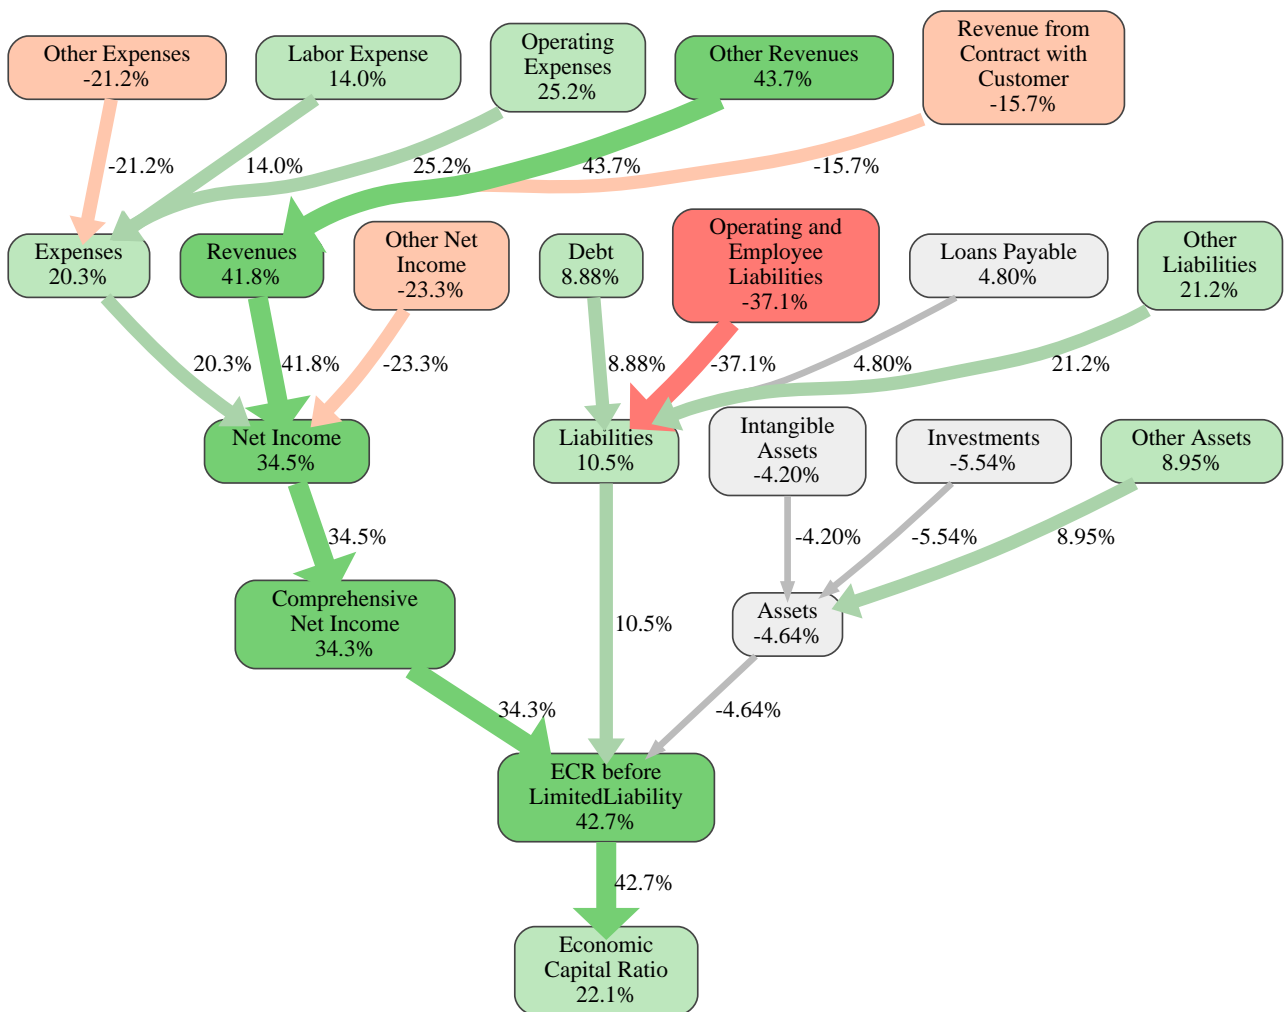 Other Expenses
-21.2%
Labor Expense
14.0%
Operating
Expenses
25.2%
Other Revenues
43.7%
Revenue from
Contract with
Customer
-15.7%
-21.2%
14.0%
25.2%
43.7%
-15.7%
Expenses
20.3%
Revenues
41.8%
Other Net
Income
-23.3%
Debt
8.88%
Operating and
Employee
Liabilities
-37.1%
Loans Payable
4.80%
Other
Liabilities
21.2%
20.3%
41.8%
-23.3%
8.88%
-37.1%
4.80%
21.2%
Net Income
34.5%
Liabilities
10.5%
Intangible
Assets
-4.20%
Investments
-5.54%
Other Assets
8.95%
34.5%
-4.20%
-5.54%
8.95%
Comprehensive
Net Income
34.3%
10.5%
Assets
-4.64%
34.3%
-4.64%
ECR before
LimitedLiability
42.7%
42.7%
Economic
Capital Ratio
22.1%